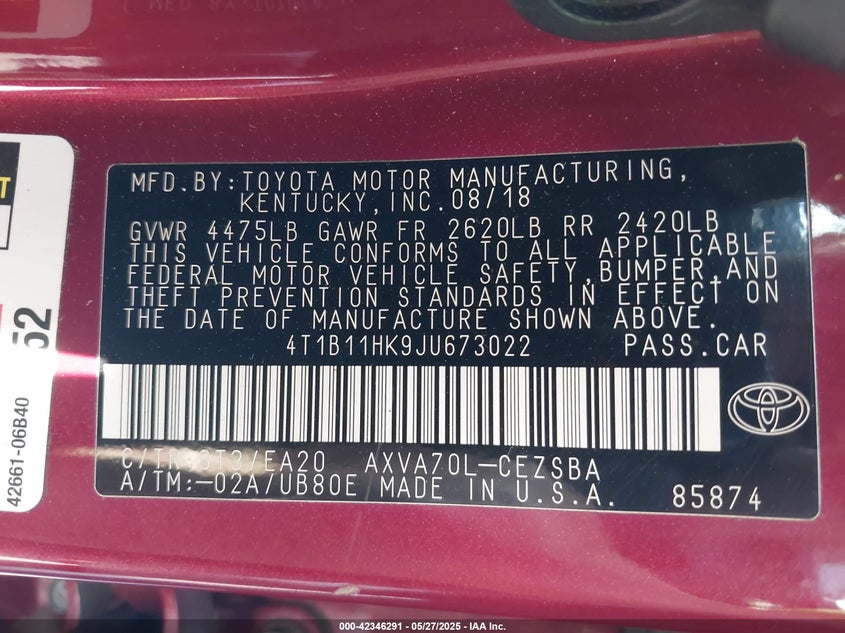 MFD.BY:TOYOTA MOTOR MANUFACTURING,
KENTUCKY,INC.08/18
GVWR 4475LB GAWR FR 2620LB RR 2420LB
THIS VEHICLE CONFORMS TO ALL APPLICABLE
FEDERAL MOTOR VEHICLE SAFETY,BUMPER,AND
THEFT PREVENTION STANDARDS IN EFFECT ON
THE DATE OF MANUFACTURE SHOWN ABOVE.
4T1B11HK9JU673022 PASS.CAR
C/TR:3T3/EA20 AXVA70L-CEZSBA
A/TM:-02A/UB80E MADE IN U.S.A. 85874
52
42661-06B40
000-42346291 - 05/27/2025 - IAA Inc.